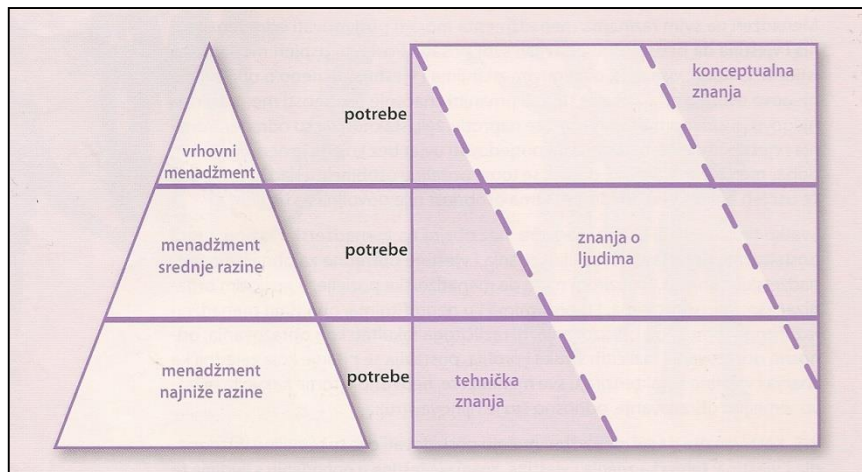 konceptualna
znanja
potrebe
vrhovni
menadžment
potrebe
znanja o
ljudima
menadžment
srednje razine
potrebe
tehnička
znanja
menadžment
najniže razine